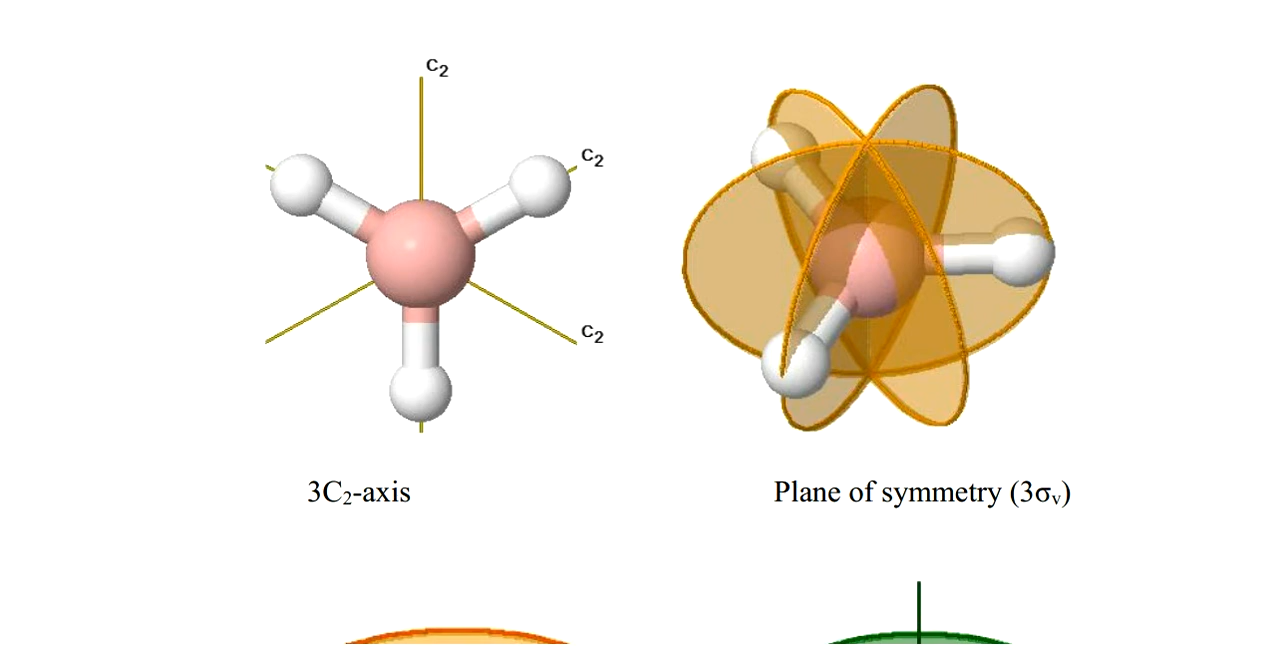 C₂
C₂
C₂
3C₂-axis
Plane of symmetry (3σᵥ)